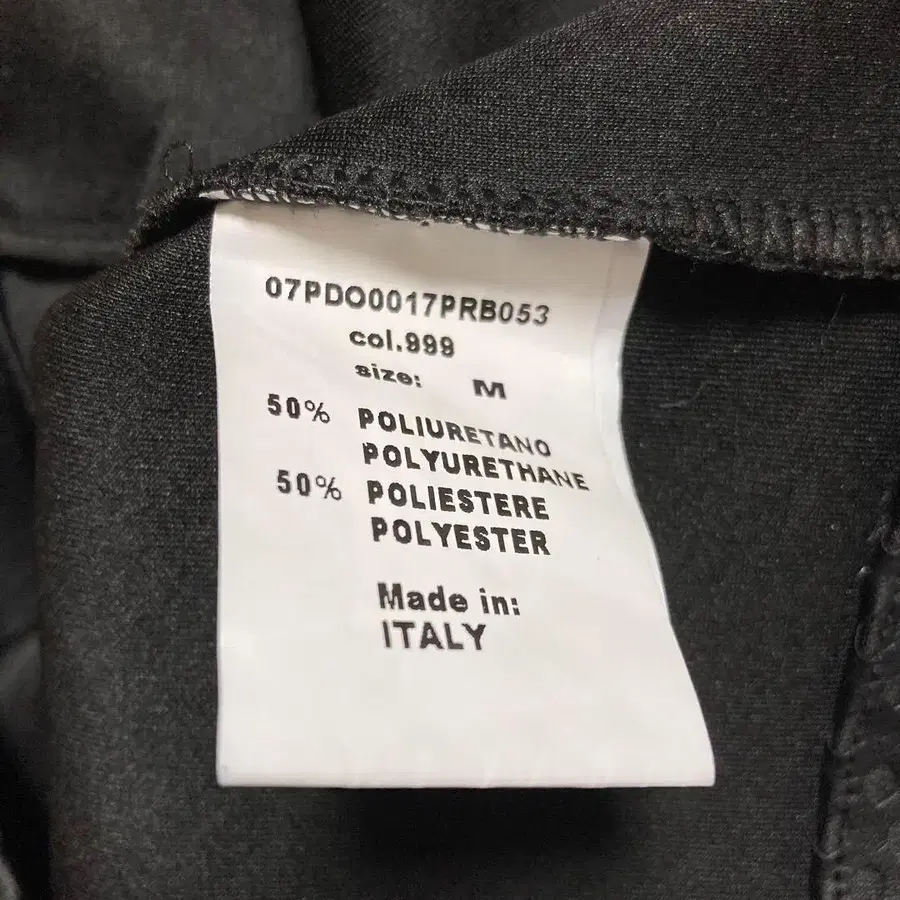 07PDO0017PRB053
col.999
size: M
50% POLIURETANO
POLYURETHANE
50% POLIESTERE
POLYESTER
Made in:
ITALY